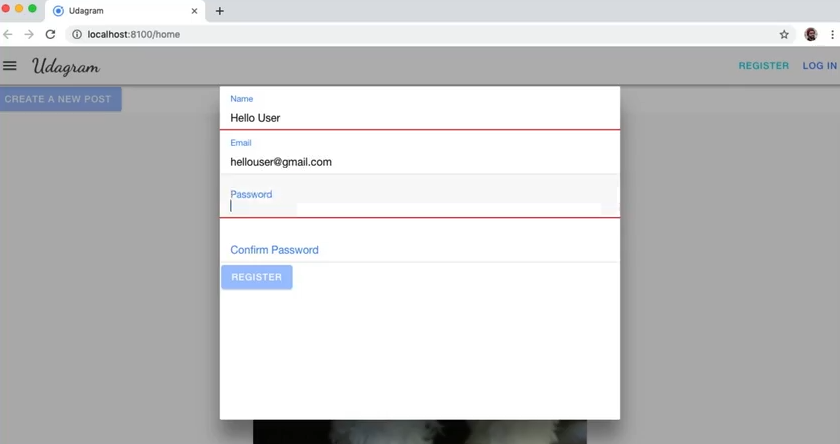 Udagram
localhost:8100/home
Udagram
REGISTER LOG IN
CREATE A NEW POST
Name
Hello User
Email
hellouser@gmail.com
Password
Confirm Password
REGISTER